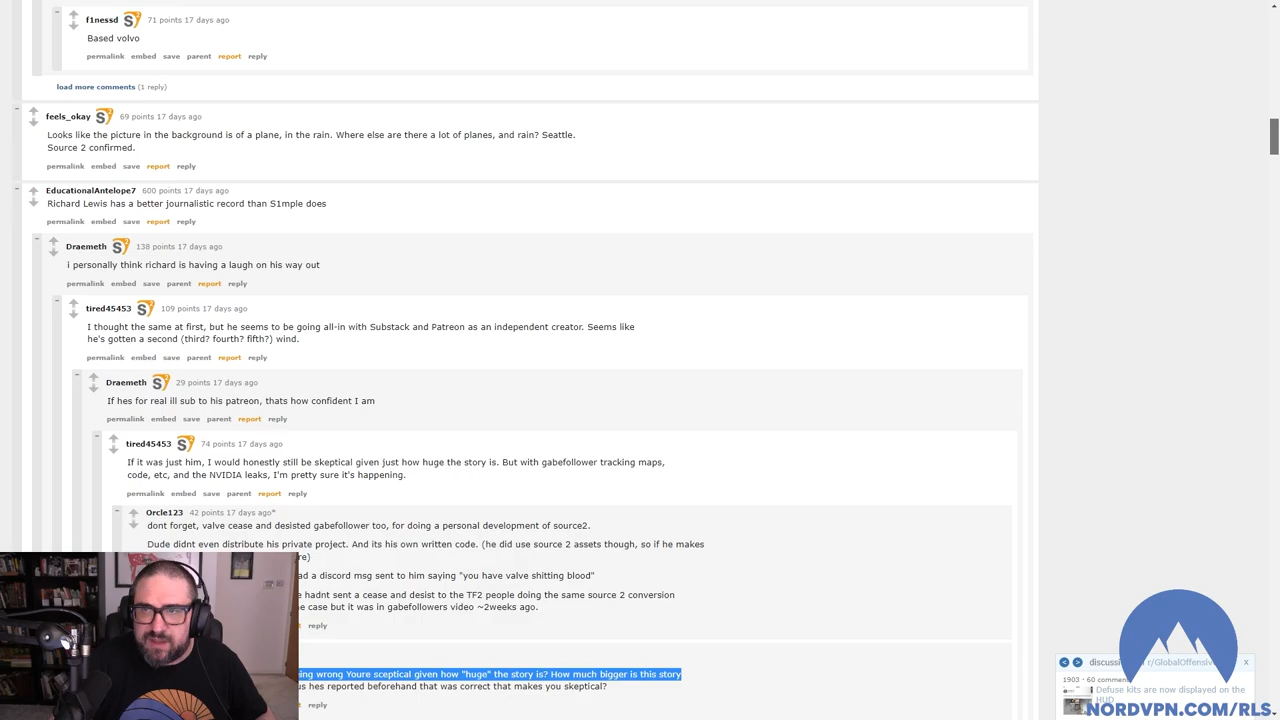 f1nessd 71 points 17 days ago
Based volvo
permalink embed save parent report reply
load more comments (1 reply)
feels_okay 69 points 17 days ago
Looks like the picture in the background is of a plane, in the rain. Where else are there a lot of planes, and rain? Seattle.
Source 2 confirmed.
permalink embed save report reply
EducationalAntelope7 600 points 17 days ago
Richard Lewis has a better journalistic record than S1mple does
permalink embed save report reply
Draemeth 138 points 17 days ago
i personally think richard is having a laugh on his way out
permalink embed save parent report reply
tired45453 109 points 17 days ago
I thought the same at first, but he seems to be going all-in with Substack and Patreon as an independent creator. Seems like
he's gotten a second (third? fourth? fifth?) wind.
permalink embed save parent report reply
Draemeth 29 points 17 days ago
If hes for real ill sub to his patreon, thats how confident I am
permalink embed save parent report reply
tired45453 74 points 17 days ago
If it was just him, I would honestly still be skeptical given just how huge the story is. But with gabefollower tracking maps,
code, etc, and the NVIDIA leaks, I'm pretty sure it's happening.
permalink embed save parent report reply
Orcle123 42 points 17 days ago*
dont forget, valve cease and desisted gabefollower too, for doing a personal development of source2.
Dude didnt even distribute his private project. And its his own written code. (he did use source 2 assets though, so if he makes
re)
ad a discord msg sent to him saying "you have valve shitting blood"
e hadnt sent a cease and desist to the TF2 people doing the same source 2 conversion
e case but it was in gabefollowers video ~2weeks ago.
reply
ing wrong Youre sceptical given how "huge" the story is? How much bigger is this story
us hes reported beforehand that was correct that makes you skeptical?
reply
discussi r/GlobalOffensiv x
1903 · 60 comme
Defuse kits are now displayed on the
HUD
NORDVPN.COM/RLS